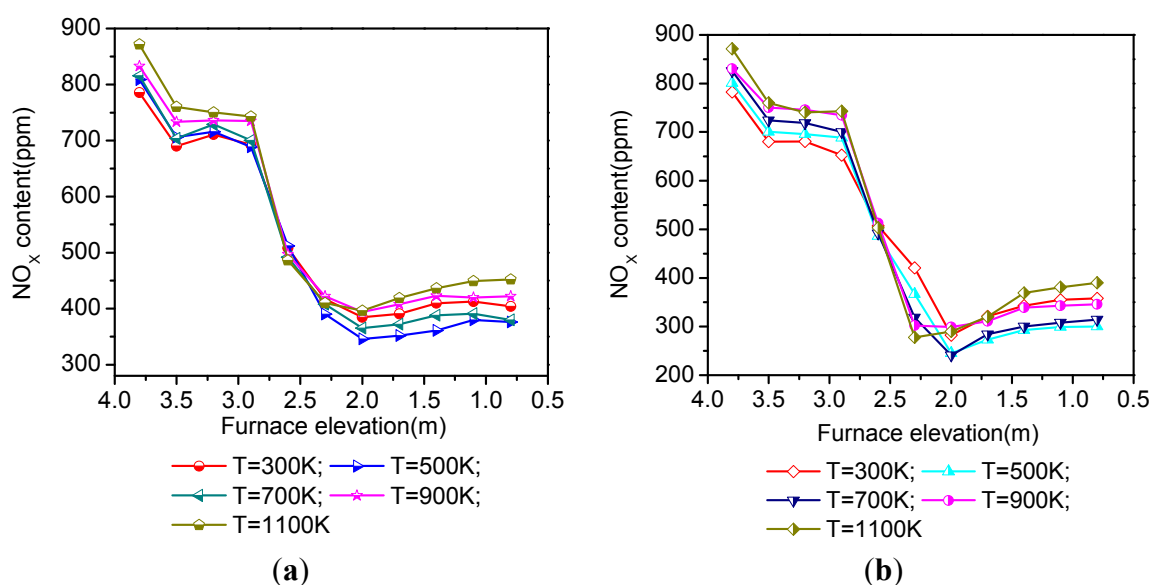 900
800
700
600
500
400
300
NOx content(ppm)
4.0 3.5 3.0 2.5 2.0 1.5 1.0 0.5
Furnace elevation(m)
T=300K; T=500K;
T=700K; T=900K;
T=1100K
(a)
900
800
700
600
500
400
300
200
NOx content(ppm)
4.0 3.5 3.0 2.5 2.0 1.5 1.0 0.5
Furnace elevation(m)
T=300K; T=500K;
T=700K; T=900K;
T=1100K
(b)